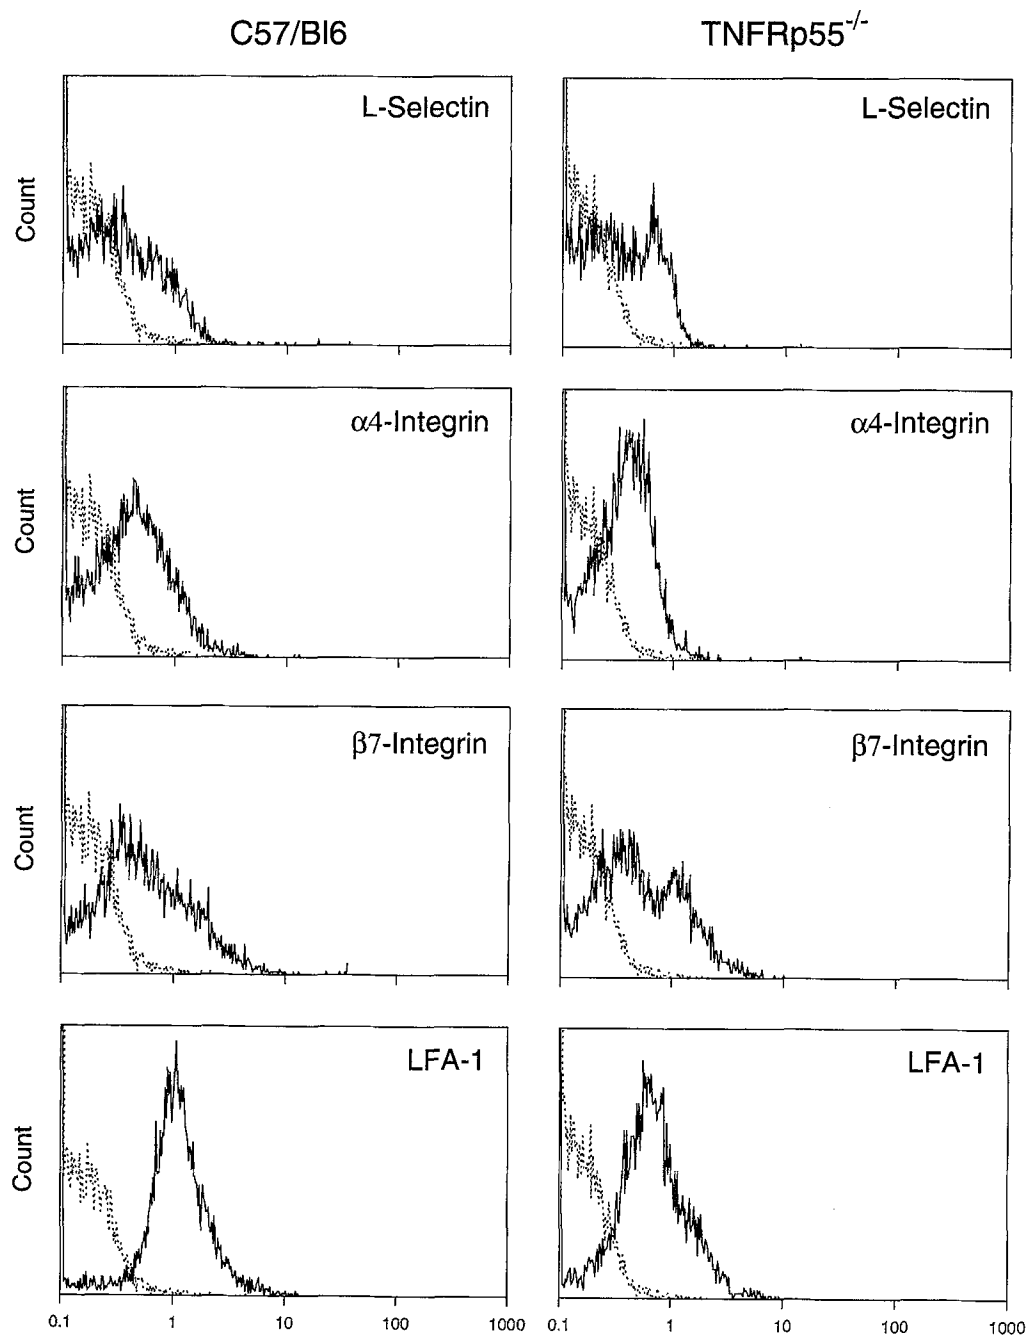 C57/Bl6 TNFRp55-/-
L-Selectin L-Selectin
Count
α4-Integrin α4-Integrin
Count
β7-Integrin β7-Integrin
Count
LFA-1 LFA-1
Count
0.1 1 10 100 1000 0.1 1 10 100 1000